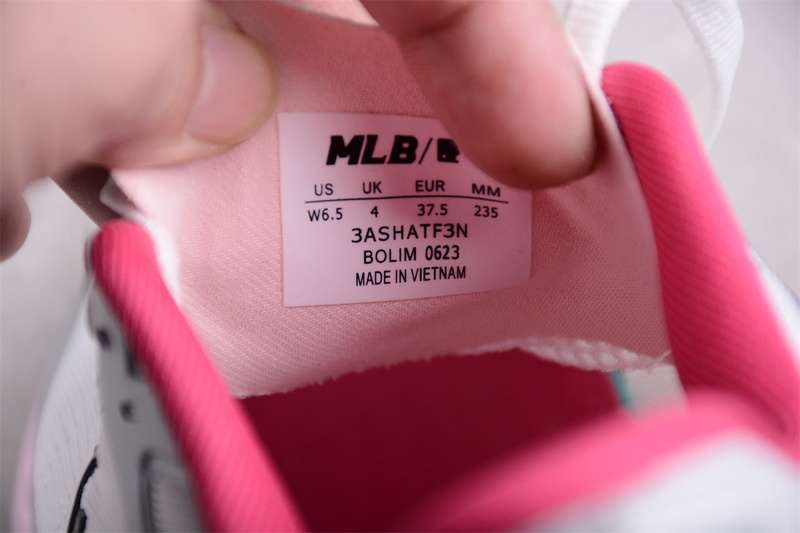 MLB/
US UK EUR MM
W6.5 4 37.5 235
3ASHATF3N
BOLIM 0623
MADE IN VIETNAM